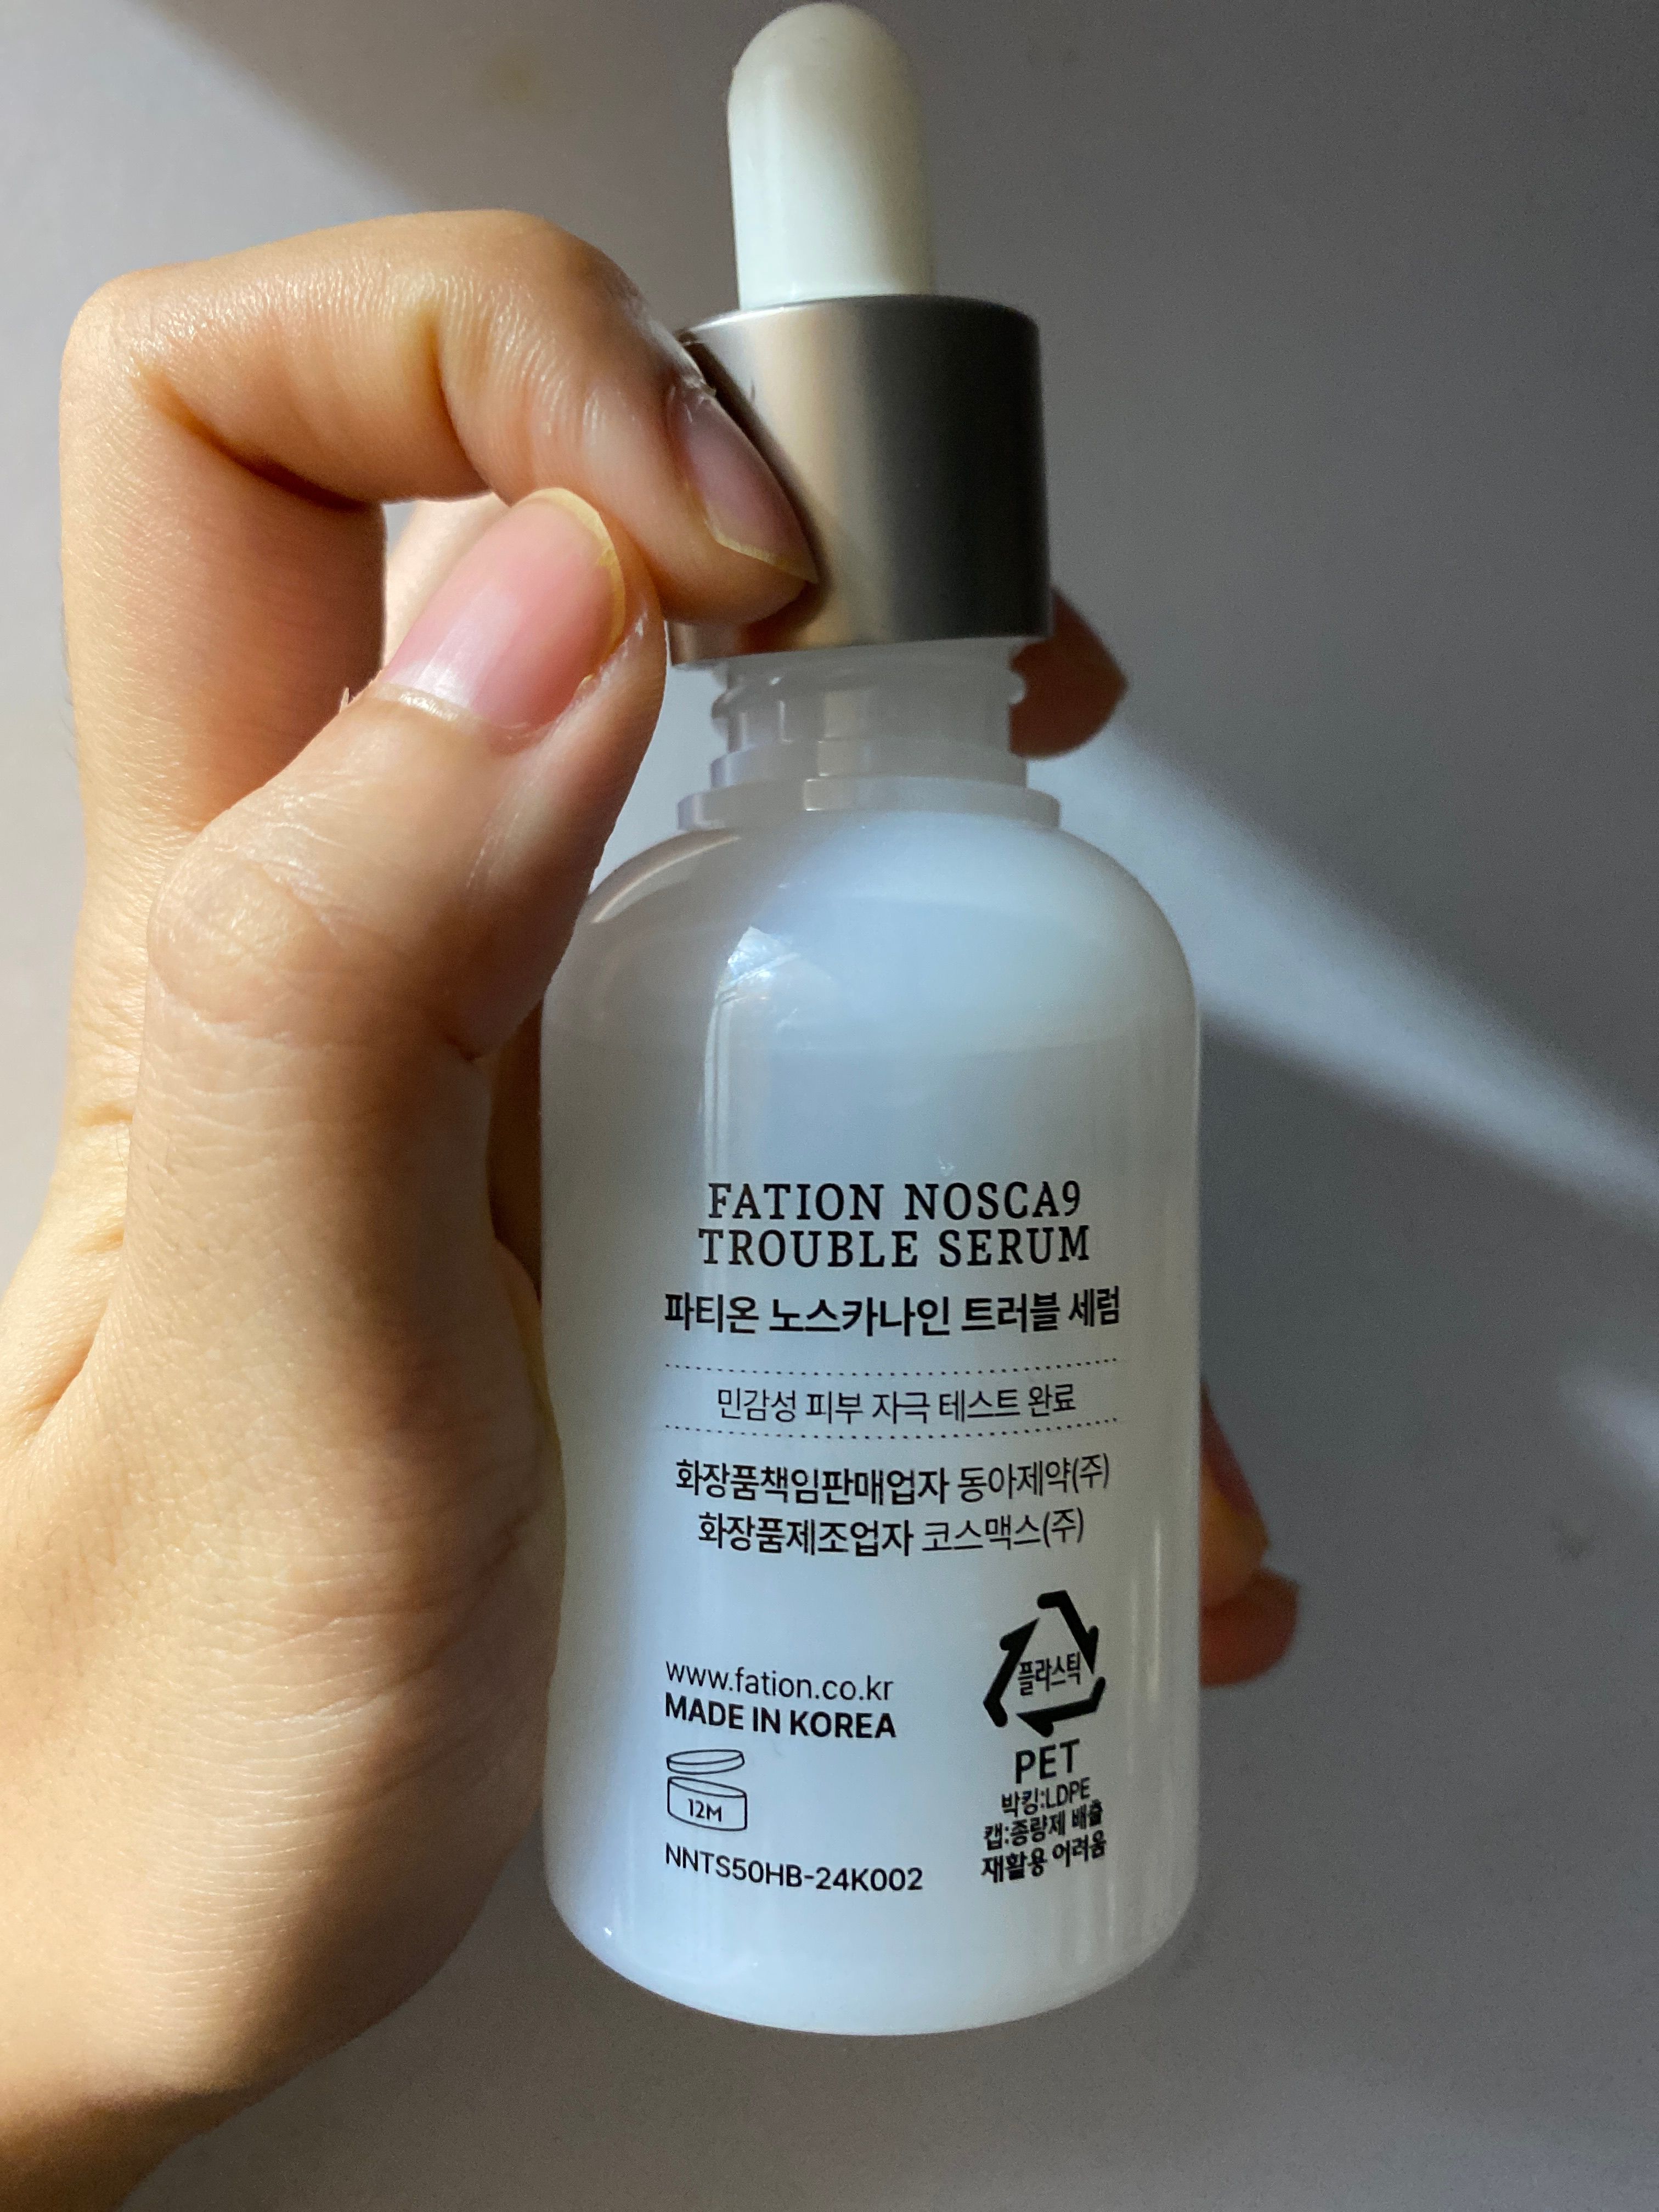 FATION NOSCA9
TROUBLE SERUM
파티온 노스카나인 트러블 세럼
민감성 피부 자극 테스트 완료
화장품책임판매업자 동아제약(주)
화장품제조업자 코스맥스(주)
www.fation.co.kr
MADE IN KOREA
12M
NNTS50HB-24K002
플라스틱
PET
박킹:LDPE
캡:종량제 배출
재활용 어려움